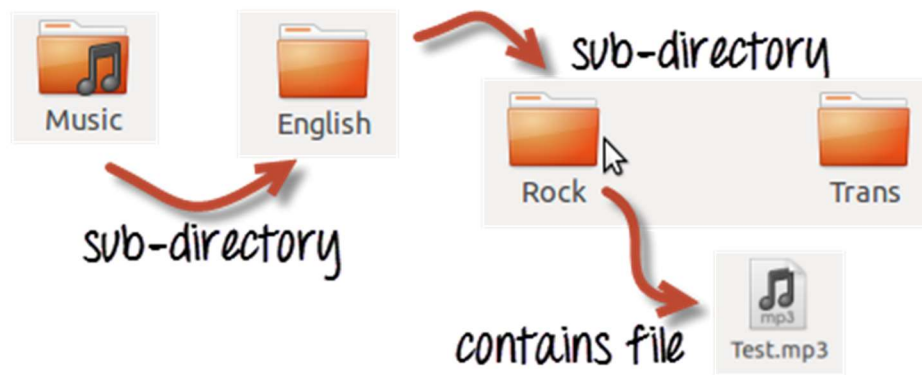 Music
English
sub-directory
sub-directory
Rock
Trans
contains file
mp3
Test.mp3